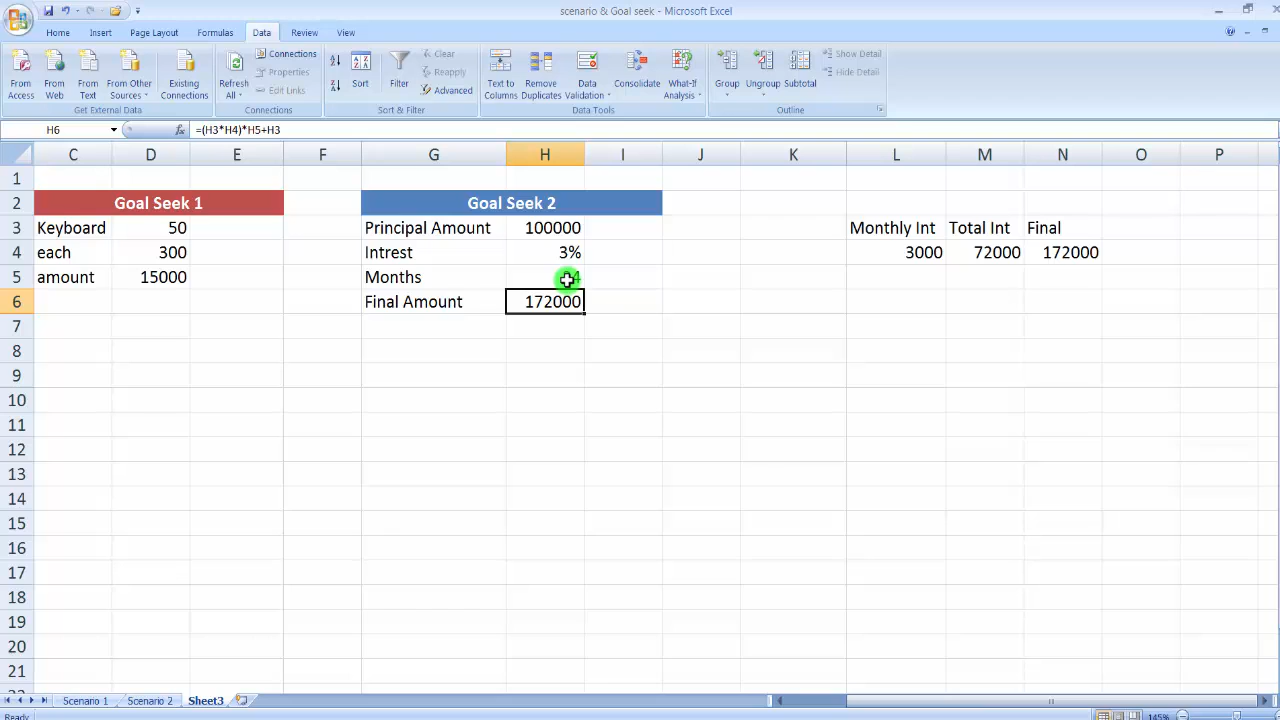 scenario & Goal seek - Microsoft Excel
Home Insert Page Layout Formulas Data Review View
From Access
From Web
From Text
From Other Sources
Existing Connections
Get External Data
Refresh All
Connections
Properties
Edit Links
Connections
Sort
Filter
Clear
Reapply
Advanced
Sort & Filter
Text to Columns
Remove Duplicates
Data Validation
Consolidate
What-If Analysis
Data Tools
Group
Ungroup
Subtotal
Show Detail
Hide Detail
Outline
H6 fx =(H3*H4)*H5+H3
C D E F G H I J K L M N O P
1
2 Goal Seek 1 Goal Seek 2
3 Keyboard 50 Principal Amount 100000 Monthly Int Total Int Final
4 each 300 Intrest 3% 3000 72000 172000
5 amount 15000 Months
6 Final Amount 172000
7
8
9
10
11
12
13
14
15
16
17
18
19
20
21
Scenario 1 Scenario 2 Sheet3
Ready 145%